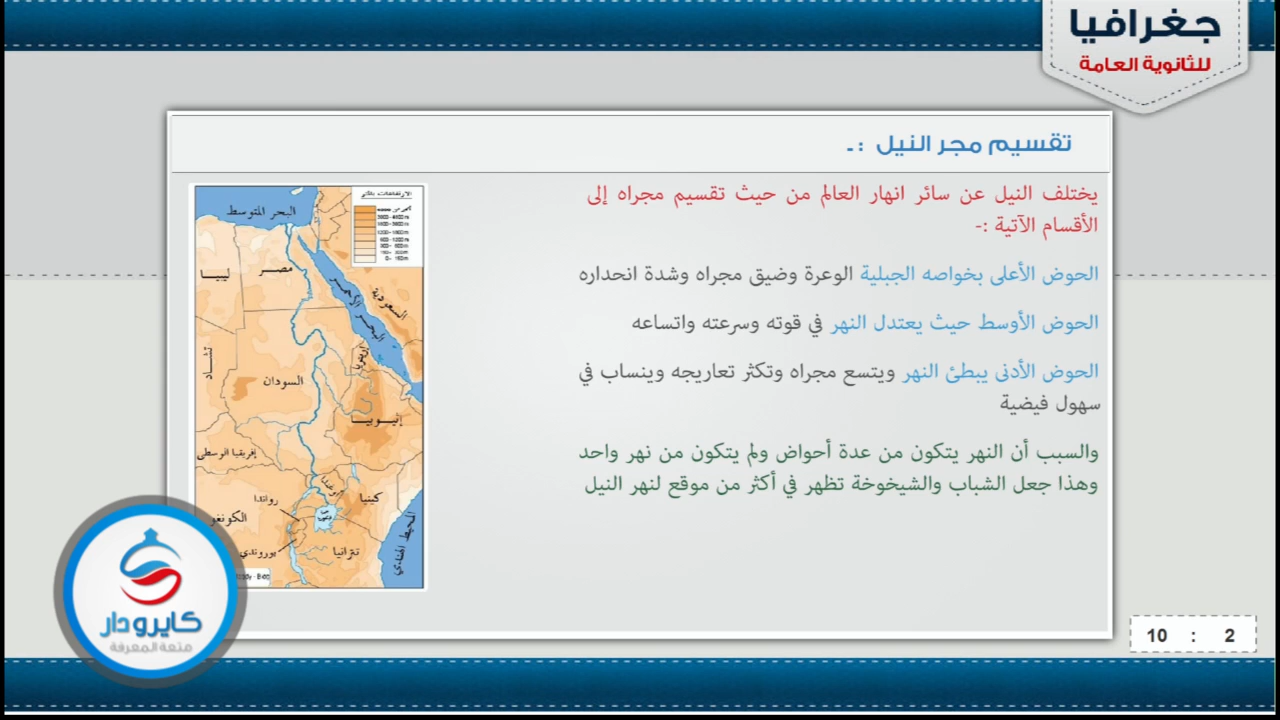 جغرافيا
للثانوية العامة
تقسيم مجر النيل :ـ
يختلف النيل عن سائر انهار العالم من حيث تقسيم مجراه إلى
الأقسام الآتية :-
الحوض الأعلى بخواصه الجبلية الوعرة وضيق مجراه وشدة انحداره
الحوض الأوسط حيث يعتدل النهر في قوته وسرعته واتساعه
الحوض الأدنى يبطئ النهر ويتسع مجراه وتكثر تعاريجه وينساب في
سهول فيضية
والسبب أن النهر يتكون من عدة أحواض ولم يتكون من نهر واحد
وهذا جعل الشباب والشيخوخة تظهر في أكثر من موقع لنهر النيل
البحر المتوسط
ليبيا
مصر
السعودية
البحر الأحمر
تشاد
السودان
إريتريا
إثيوبيا
إفريقيا الوسطى
أوغندا
كينيا
رواندا
الكونغو
بوروندي
تنزانيا
المحيط الهندي
كايرودار
متعة المعرفة
10 : 2